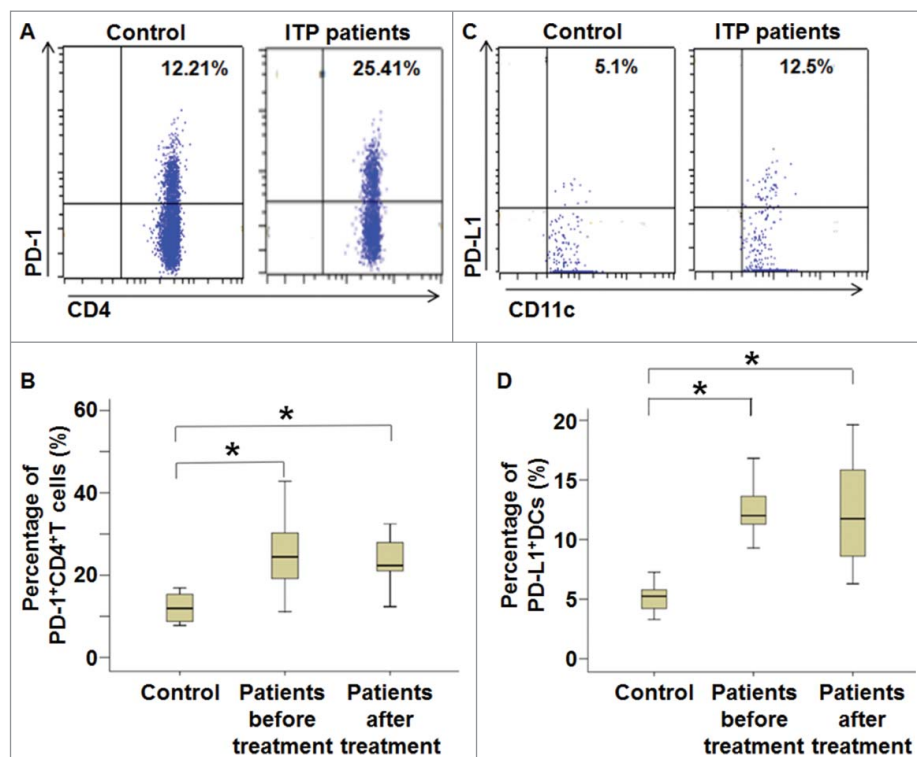 A
Control
ITP patients
12.21%
25.41%
PD-1
CD4
C
Control
ITP patients
5.1%
12.5%
PD-L1
CD11c
B
Percentage of
PD-1+CD4+T cells (%)
60
40
20
0
*
*
Control
Patients
before
treatment
Patients
after
treatment
D
Percentage of
PD-L1+DCs (%)
20
15
10
5
0
*
*
Control
Patients
before
treatment
Patients
after
treatment